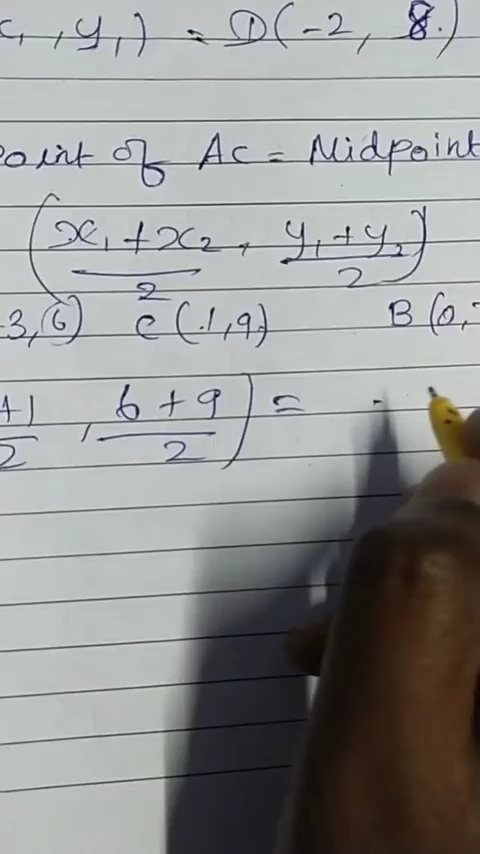 , y₁) = D(-2, 8.)
of AC = Midpoint
(x₁ + x₂ / 2 , y₁ + y₂ / 2)
-3, 6) C (1, 9) B (0,
+1 / 2 , 6 + 9 / 2) =